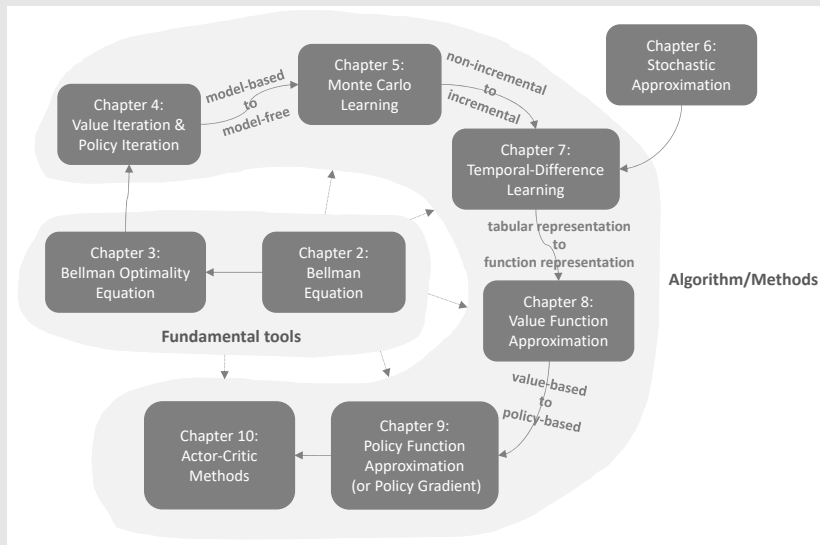 Chapter 4:
Value Iteration &
Policy Iteration
model-based
to
model-free
Chapter 5:
Monte Carlo
Learning
non-incremental
to
incremental
Chapter 6:
Stochastic
Approximation
Chapter 7:
Temporal-Difference
Learning
Chapter 3:
Bellman Optimality
Equation
Chapter 2:
Bellman
Equation
Fundamental tools
tabular representation
to
function representation
Algorithm/Methods
Chapter 8:
Value Function
Approximation
value-based
to
policy-based
Chapter 9:
Policy Function
Approximation
(or Policy Gradient)
Chapter 10:
Actor-Critic
Methods